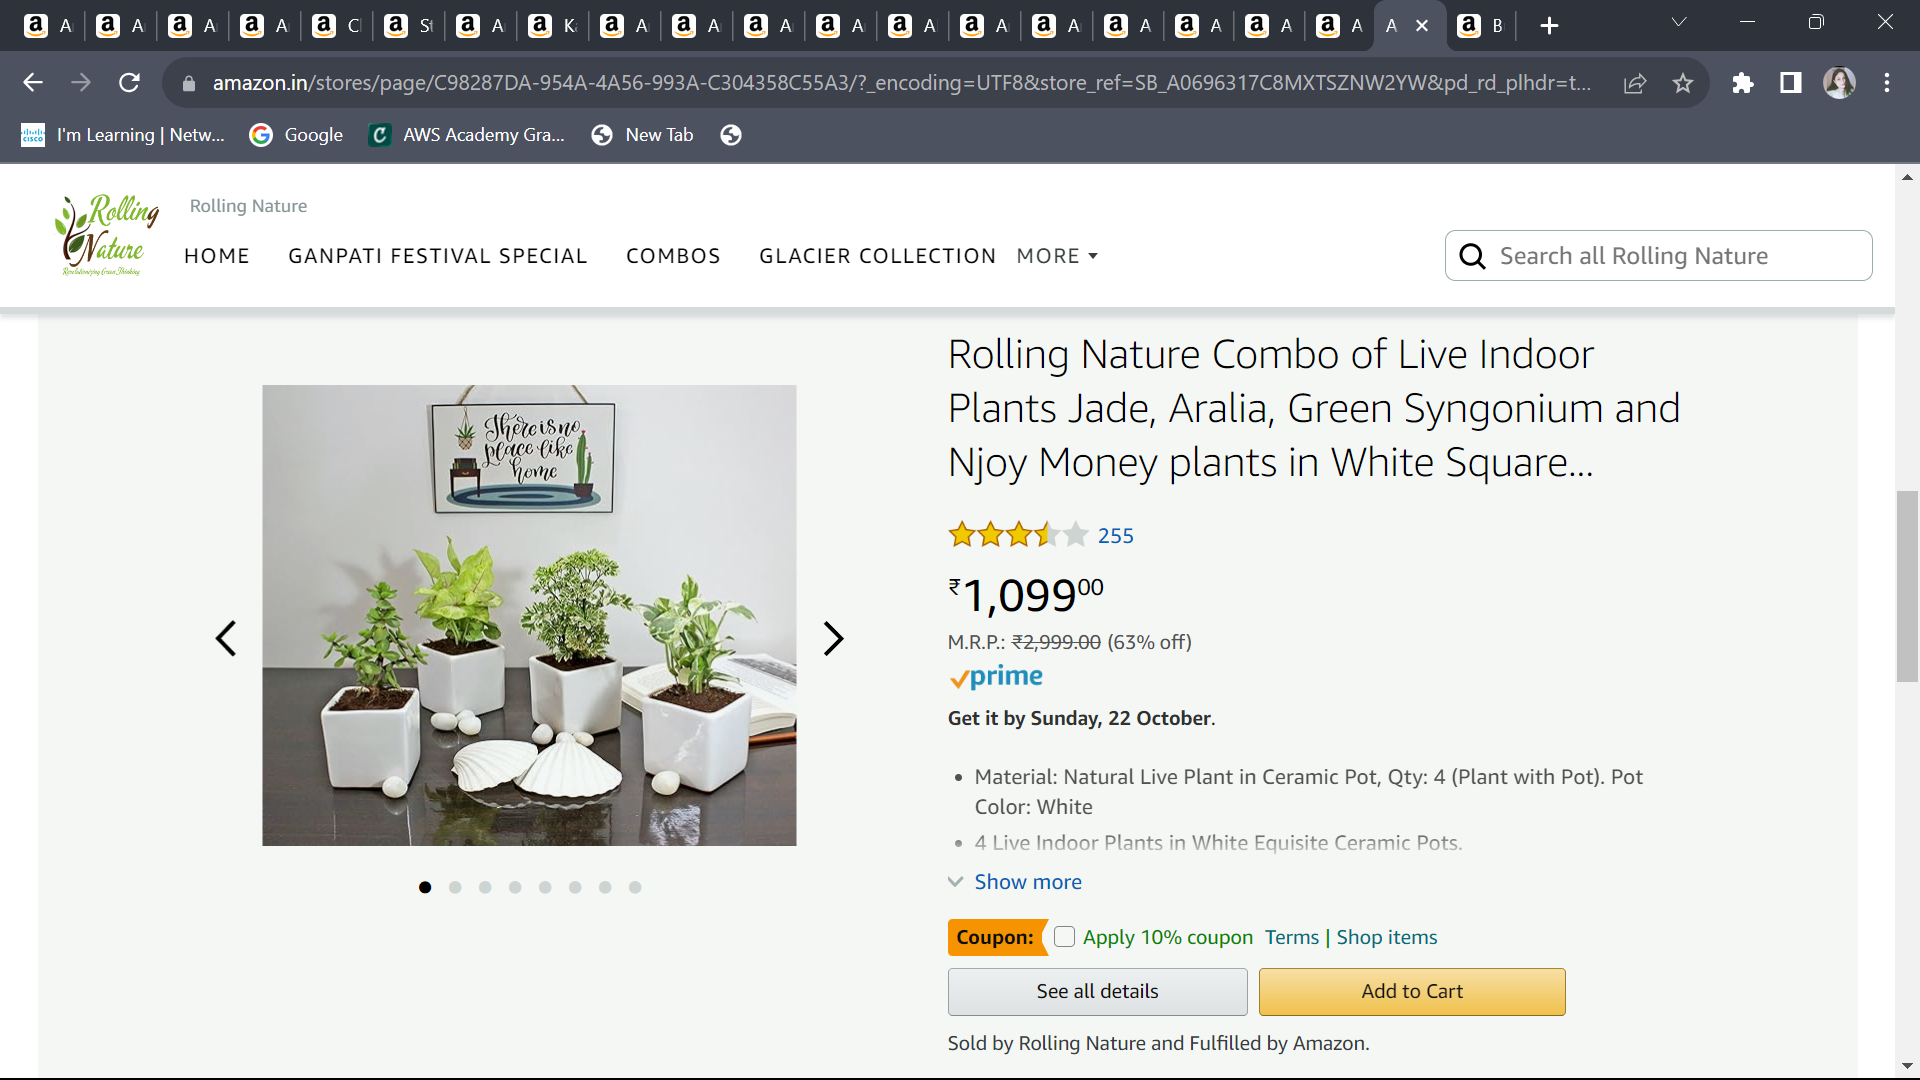 A A A A C St A K A A A A A A A A A A A A B
amazon.in/stores/page/C98287DA-954A-4A56-993A-C304358C55A3/?_encoding=UTF8&store_ref=SB_A0696317C8MXTSZNW2YW&pd_rd_plhdr=t...
CISCO I'm Learning | Netw... Google AWS Academy Gra... New Tab
Rolling
Nature
Revolutionizing Green Thinking
Rolling Nature
HOME GANPATI FESTIVAL SPECIAL COMBOS GLACIER COLLECTION MORE
Search all Rolling Nature
There is no
place like
home
Rolling Nature Combo of Live Indoor
Plants Jade, Aralia, Green Syngonium and
Njoy Money plants in White Square...
255
₹1,09900
M.R.P.: ₹2,999.00 (63% off)
prime
Get it by Sunday, 22 October.
• Material: Natural Live Plant in Ceramic Pot, Qty: 4 (Plant with Pot). Pot
Color: White
• 4 Live Indoor Plants in White Equisite Ceramic Pots.
Show more
Coupon: Apply 10% coupon Terms | Shop items
See all details Add to Cart
Sold by Rolling Nature and Fulfilled by Amazon.